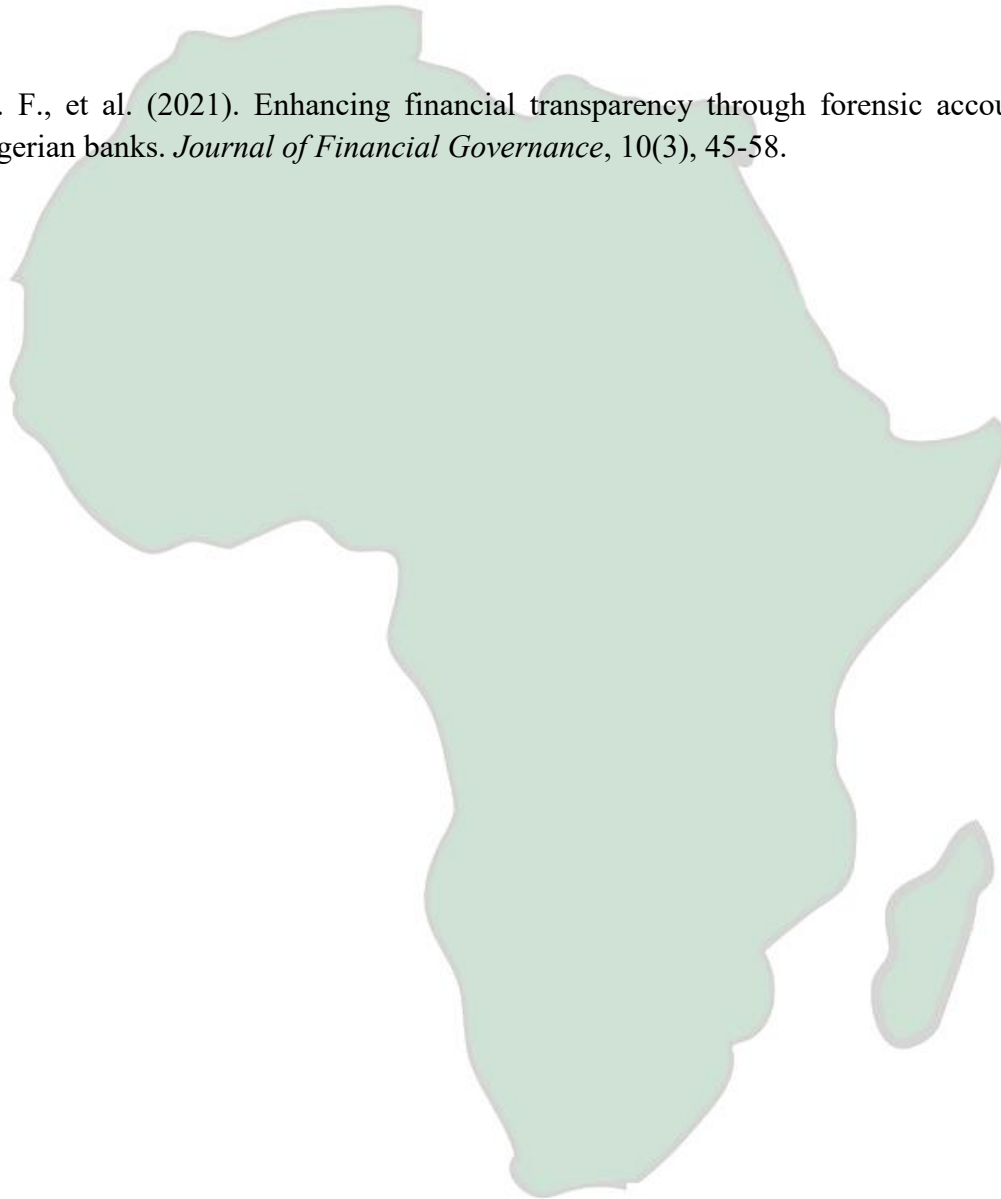 . F., et al. (2021). Enhancing financial transparency through forensic accou
gerian banks. Journal of Financial Governance, 10(3), 45-58.